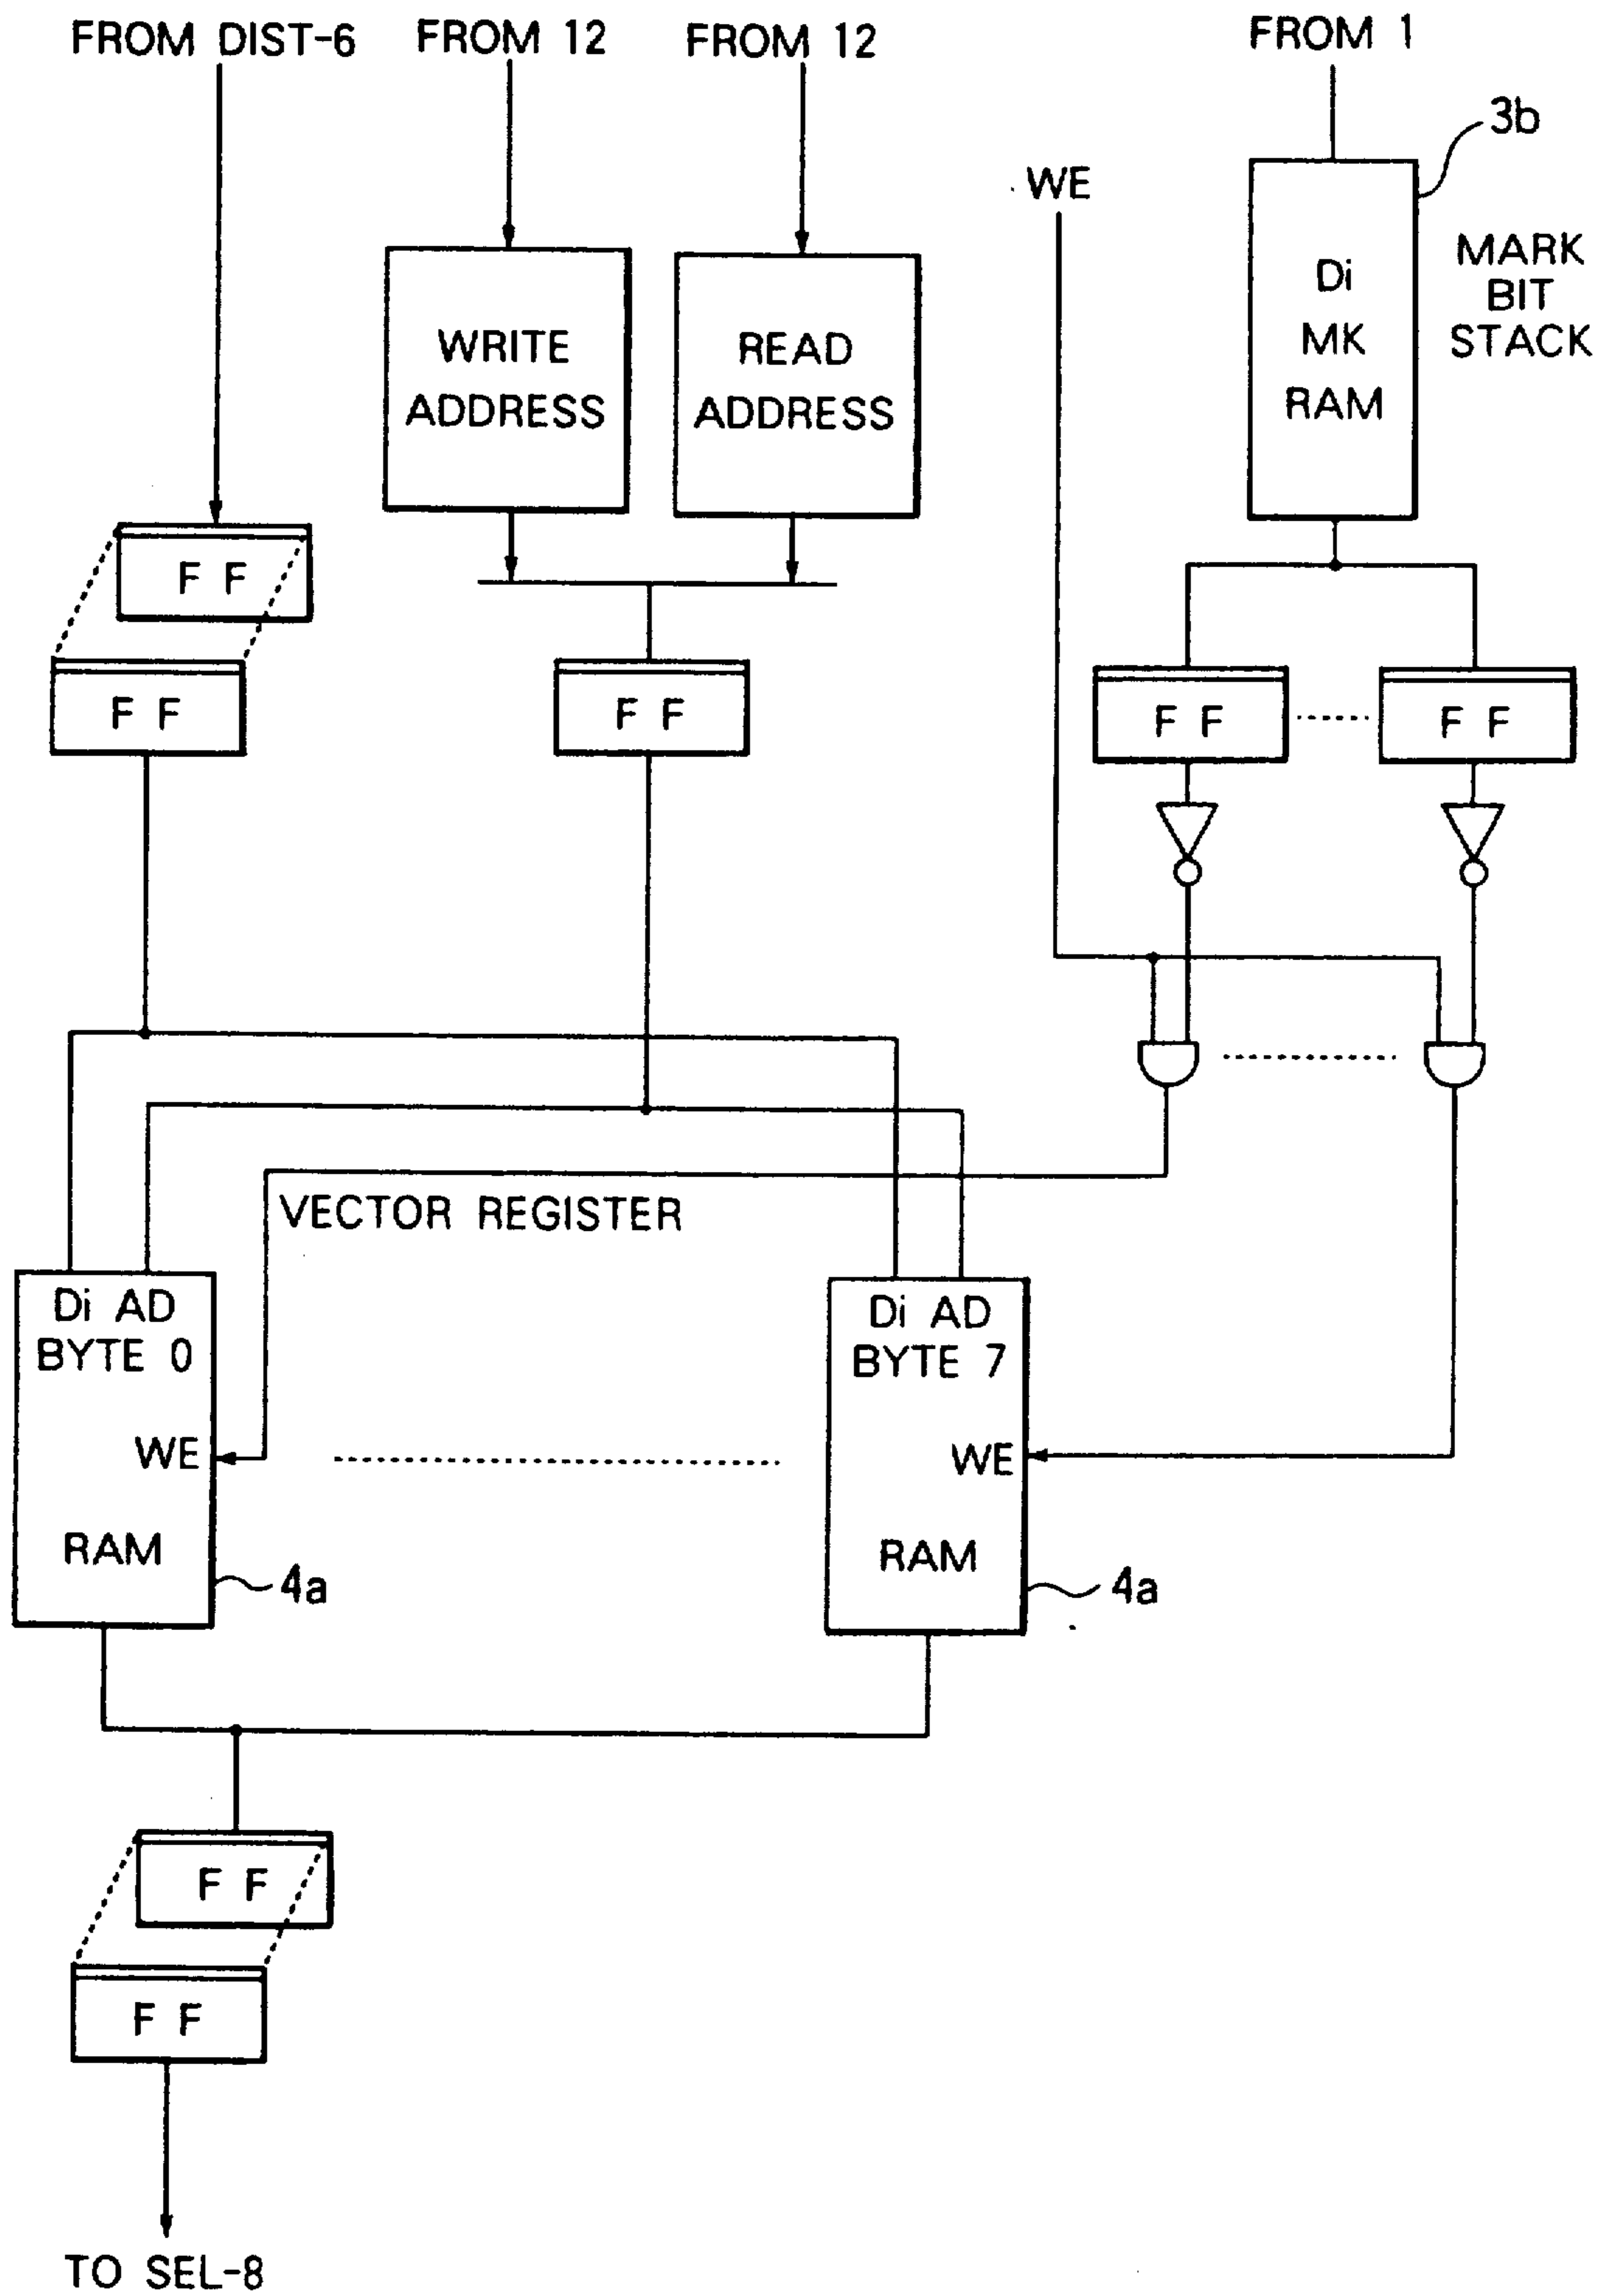 FROM DIST-6
FROM 12
FROM 12
FROM 1
3b
WE
Di
MK
RAM
MARK
BIT
STACK
WRITE
ADDRESS
READ
ADDRESS
F F
F F
F F
F F
F F
VECTOR REGISTER
Di AD
BYTE 0
WE
RAM
4a
Di AD
BYTE 7
WE
RAM
4a
F F
F F
TO SEL-8